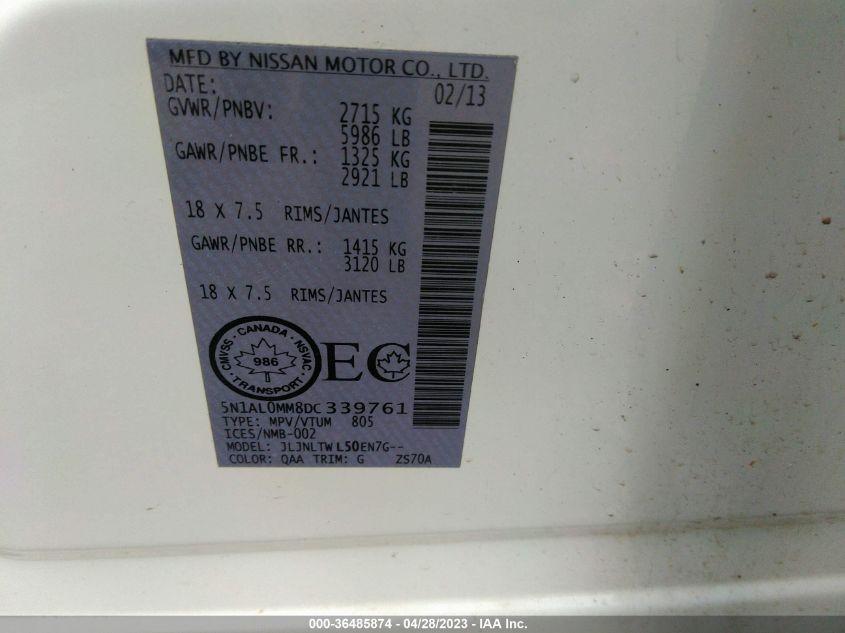 MFD BY NISSAN MOTOR CO., LTD.
DATE: 02/13
GVWR/PNBV: 2715 KG
5986 LB
GAWR/PNBE FR.: 1325 KG
2921 LB
18 X 7.5 RIMS/JANTES
GAWR/PNBE RR.: 1415 KG
3120 LB
18 X 7.5 RIMS/JANTES
CMVSS · CANADA · NSVAC
986
TRANSPORT
EC
5N1AL0MM8DC339761
TYPE: MPV/VTUM 805
ICES/NMB-002
MODEL: JLJNLTWL50EN7G--
COLOR: QAA TRIM: G ZS70A
000-36485874 - 04/28/2023 - IAA Inc.